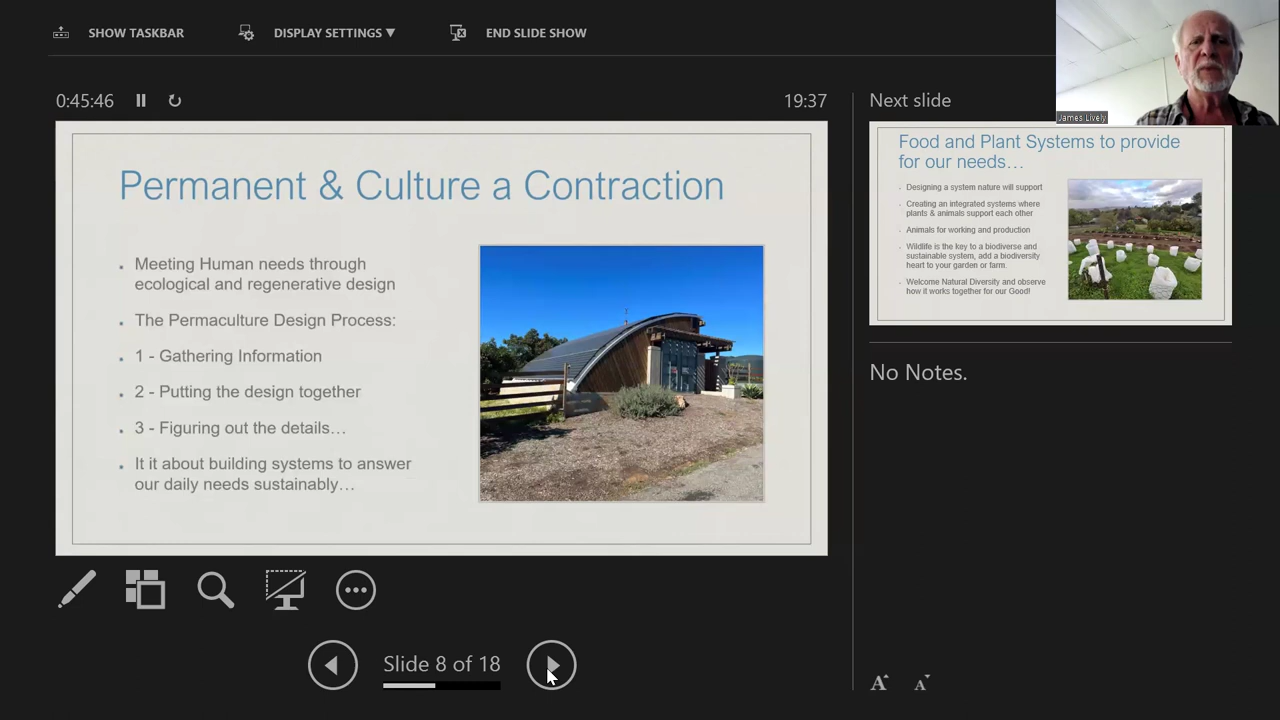 SHOW TASKBAR
DISPLAY SETTINGS ▼
END SLIDE SHOW
James Lively
0:45:46
19:37
Next slide
Permanent & Culture a Contraction
Meeting Human needs through
ecological and regenerative design
The Permaculture Design Process:
1 - Gathering Information
2 - Putting the design together
3 - Figuring out the details…
It it about building systems to answer
our daily needs sustainably…
Food and Plant Systems to provide
for our needs…
Designing a system nature will support
Creating an integrated systems where
plants & animals support each other
Animals for working and production
Wildlife is the key to a biodiverse and
sustainable system, add a biodiversity
heart to your garden or farm.
Welcome Natural Diversity and observe
how it works together for our Good!
No Notes.
Slide 8 of 18
A A